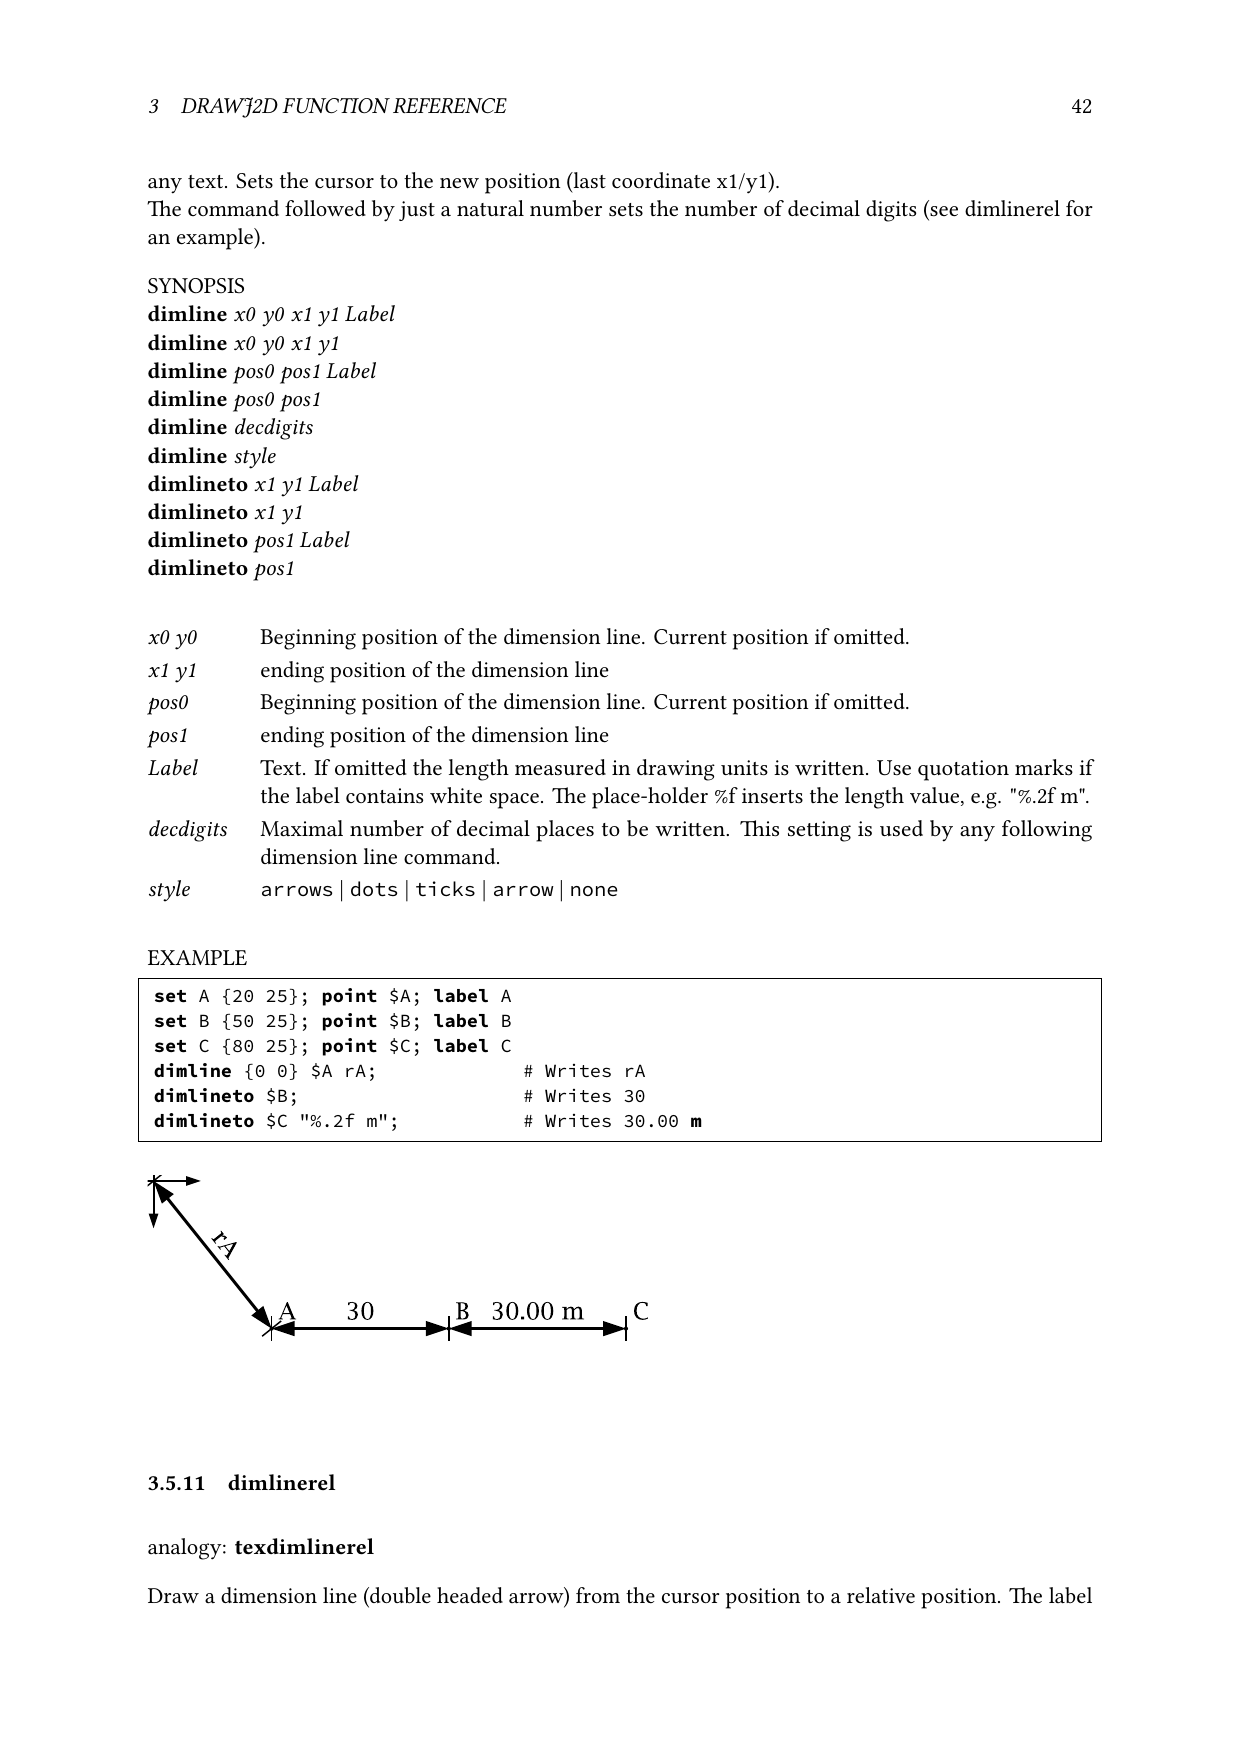 3 DRAWJ2D FUNCTION REFERENCE 42
any text. Sets the cursor to the new position (last coordinate x1/y1).
The command followed by just a natural number sets the number of decimal digits (see dimlinerel for
an example).
SYNOPSIS
dimline x0 y0 x1 y1 Label
dimline x0 y0 x1 y1
dimline pos0 pos1 Label
dimline pos0 pos1
dimline decdigits
dimline style
dimlineto x1 y1 Label
dimlineto x1 y1
dimlineto pos1 Label
dimlineto pos1
x0 y0 Beginning position of the dimension line. Current position if omitted.
x1 y1 ending position of the dimension line
pos0 Beginning position of the dimension line. Current position if omitted.
pos1 ending position of the dimension line
Label Text. If omitted the length measured in drawing units is written. Use quotation marks if
the label contains white space. The place-holder %f inserts the length value, e.g. "%.2f m".
decdigits Maximal number of decimal places to be written. This setting is used by any following
dimension line command.
style arrows | dots | ticks | arrow | none
EXAMPLE
set A {20 25}; point $A; label A
set B {50 25}; point $B; label B
set C {80 25}; point $C; label C
dimline {0 0} $A rA; # Writes rA
dimlineto $B; # Writes 30
dimlineto $C "%.2f m"; # Writes 30.00 m
rA
A 30 B 30.00 m C
3.5.11 dimlinerel
analogy: texdimlinerel
Draw a dimension line (double headed arrow) from the cursor position to a relative position. The label